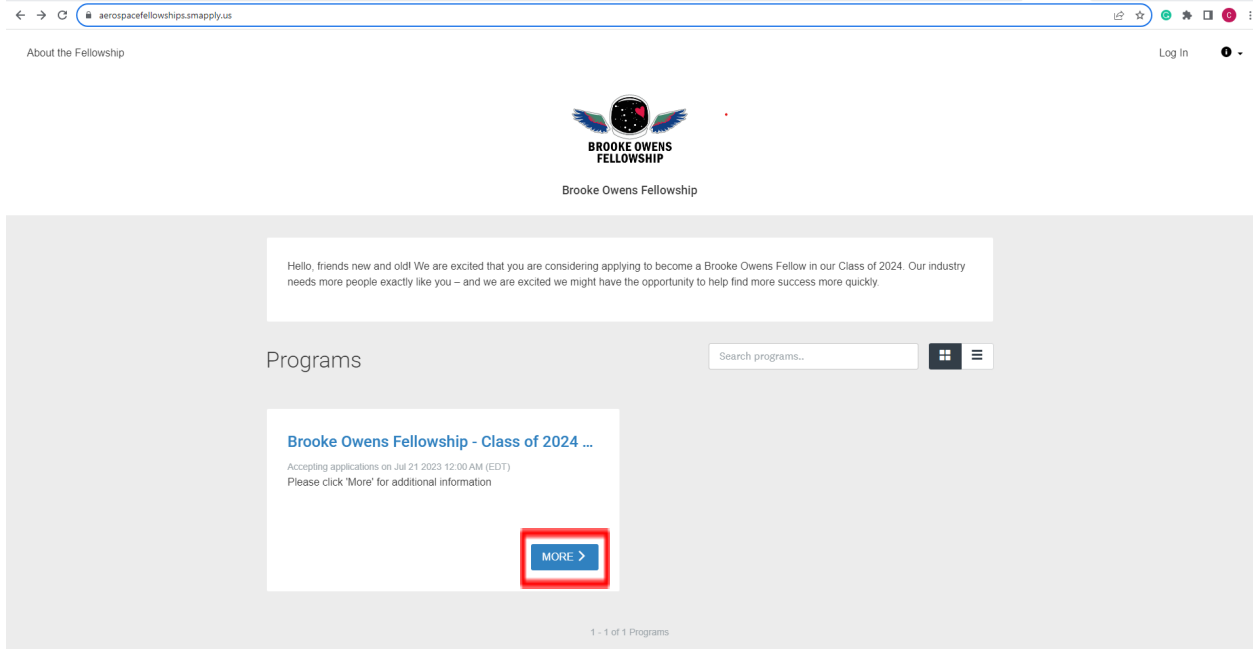 aerospacefellowships.smapply.us
C
About the Fellowship
Log In
BROOKE OWENS
FELLOWSHIP
Brooke Owens Fellowship
Hello, friends new and old! We are excited that you are considering applying to become a Brooke Owens Fellow in our Class of 2024. Our industry
needs more people exactly like you – and we are excited we might have the opportunity to help find more success more quickly.
Programs
Search programs..
Brooke Owens Fellowship - Class of 2024 ...
Accepting applications on Jul 21 2023 12:00 AM (EDT)
Please click 'More' for additional information
MORE
1 - 1 of 1 Programs